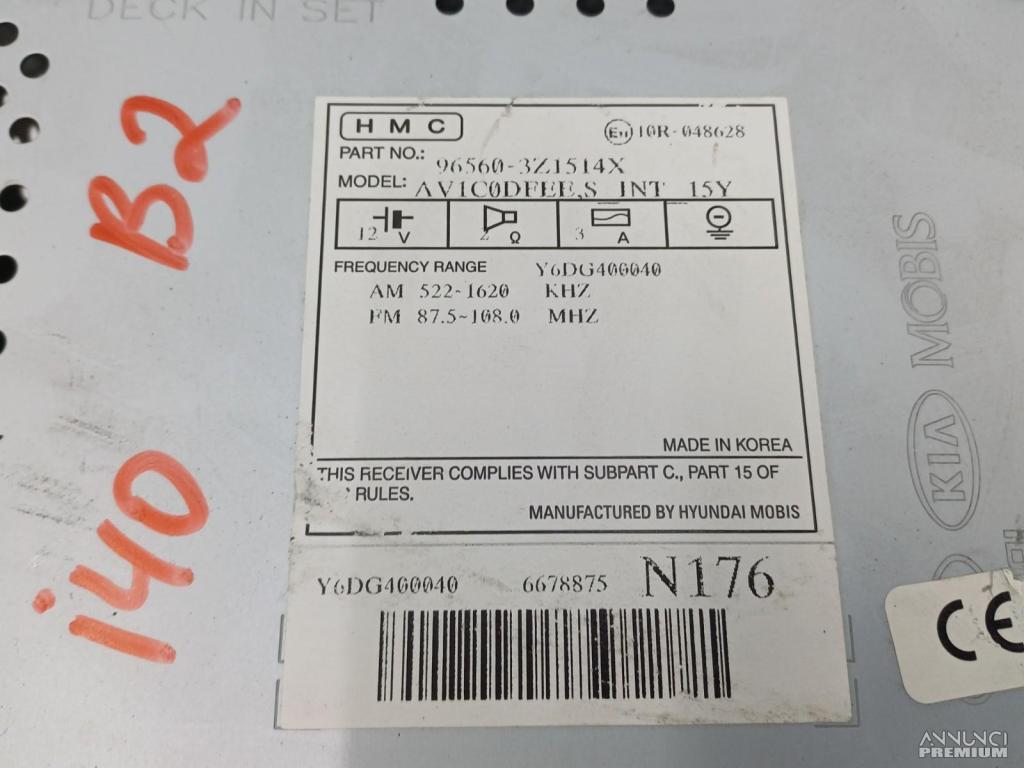 DECK IN SET
B2
i40
HMC
E11 10R-048628
PART NO.: 96560-3Z1514X
MODEL: AV1C0DFEE,S INT 15Y
12 V 2 Ω 3 A
FREQUENCY RANGE Y6DG400040
AM 522~1620 KHZ
FM 87.5~108.0 MHZ
MADE IN KOREA
THIS RECEIVER COMPLIES WITH SUBPART C., PART 15 OF
RULES.
MANUFACTURED BY HYUNDAI MOBIS
Y6DG400040 6678875 N176
MOBIS
KIA
CE
ANNUNCI
PREMIUM